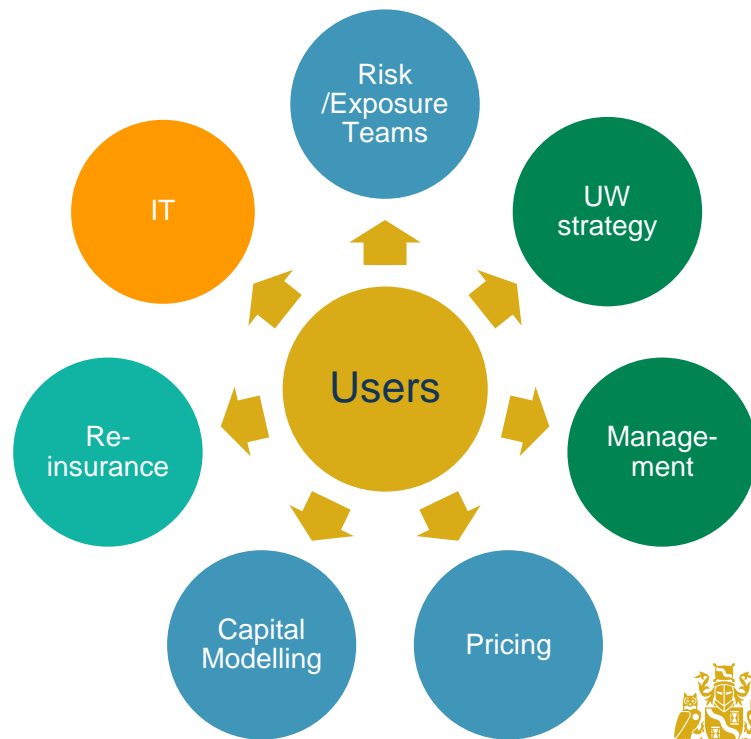 Risk
/Exposure
Teams
IT
UW
strategy
Users
Re-
insurance
Manage-
ment
Capital
Modelling
Pricing